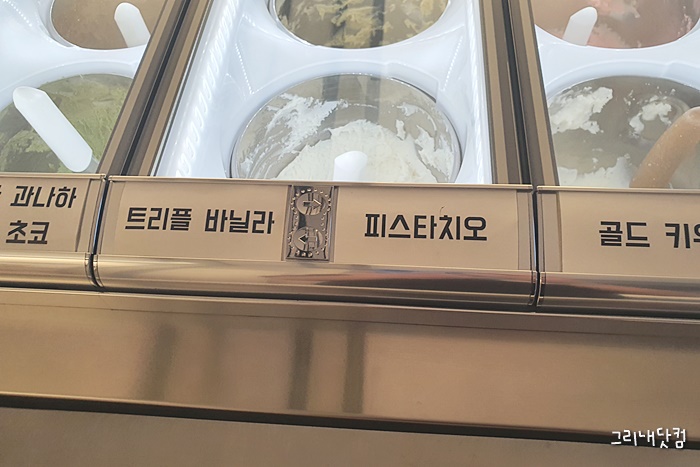 과나하
초코
트리플 바닐라
피스타치오
골드
그리내닷컴